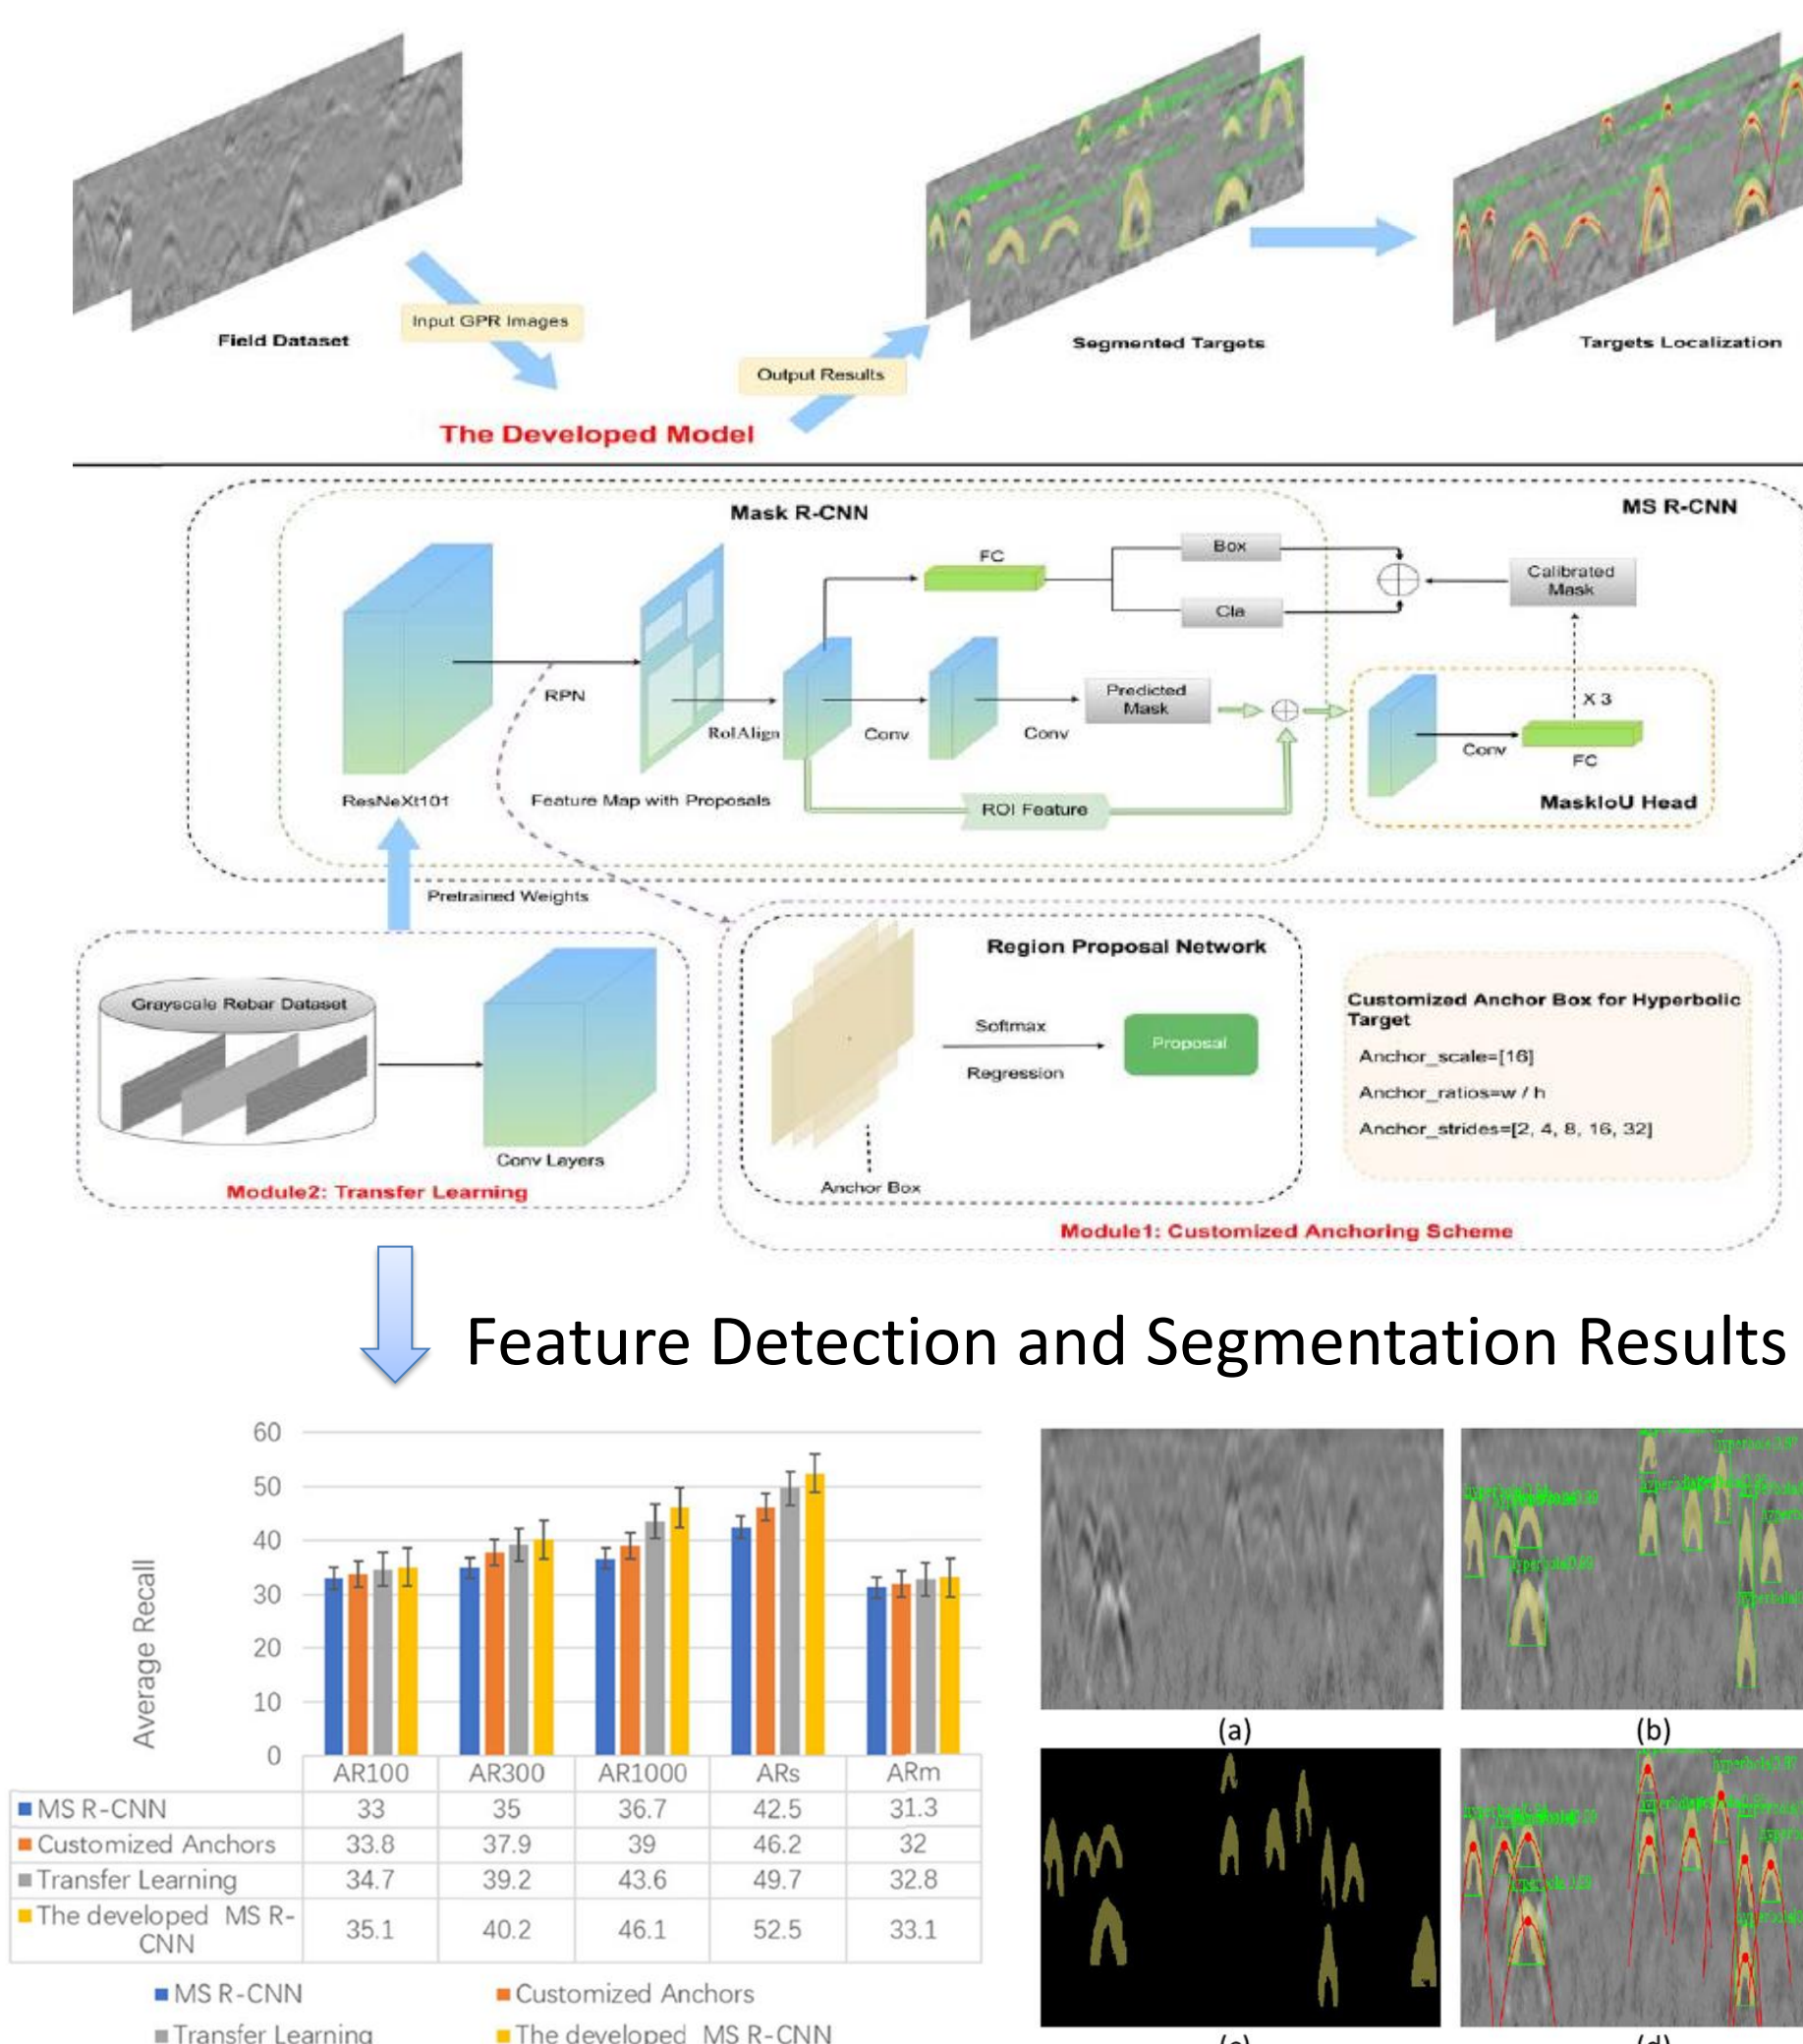 Field Dataset
Input GPR Images
Output Results
Segmented Targets
Targets Localization
The Developed Model
Mask R-CNN
MS R-CNN
FC
Box
Cla
Calibrated
Mask
RPN
RoIAlign
Conv
Conv
Predicted
Mask
X 3
Conv
FC
ResNeXt101
Feature Map with Proposals
ROI Feature
MaskIoU Head
Pretrained Weights
Grayscale Rebar Dataset
Conv Layers
Module2: Transfer Learning
Region Proposal Network
Softmax
Regression
Proposal
Anchor Box
Customized Anchor Box for Hyperbolic
Target
Anchor_scale=[16]
Anchor_ratios=w / h
Anchor_strides=[2, 4, 8, 16, 32]
Module1: Customized Anchoring Scheme
Feature Detection and Segmentation Results
Average Recall
60
50
40
30
20
10
0
AR100 AR300 AR1000 ARs ARm
MS R-CNN 33 35 36.7 42.5 31.3
Customized Anchors 33.8 37.9 39 46.2 32
Transfer Learning 34.7 39.2 43.6 49.7 32.8
The developed MS R-
CNN 35.1 40.2 46.1 52.5 33.1
MS R-CNN Customized Anchors
Transfer Learning The developed MS R-CNN
(a)
(b)
hyperbola|0.97
hyperbola|0.99
(c)
(d)